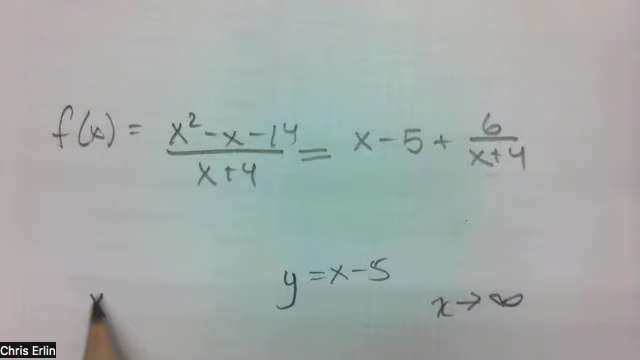 f(x) = x² - x - 14 / x + 4 = x - 5 + 6 / x + 4
y = x - 5
x x → ∞
Chris Erlin